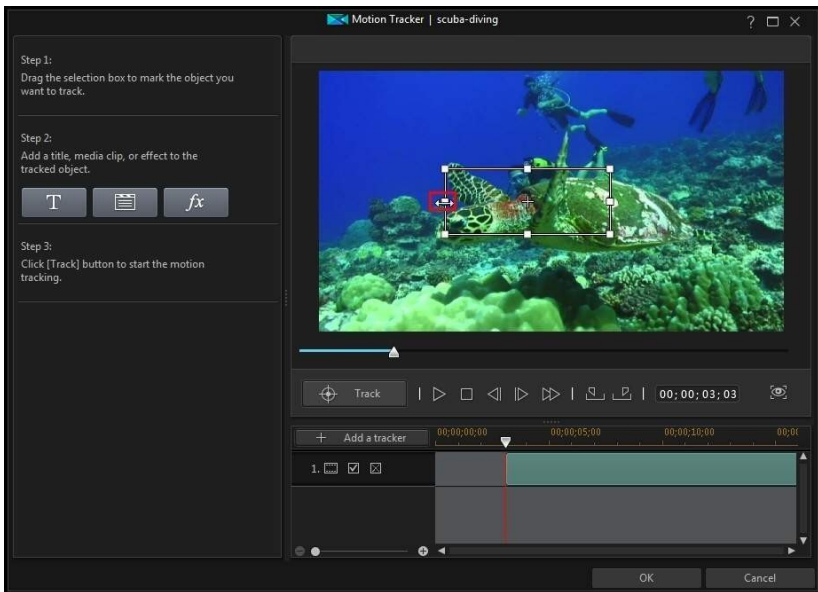 Motion Tracker | scuba-diving
?
Step 1:
Drag the selection box to mark the object you
want to track.
Step 2:
Add a title, media clip, or effect to the
tracked object.
T
fx
Step 3:
Click [Track] button to start the motion
tracking.
Track
00;00;03;03
+ Add a tracker
00;00;00;00
00;00;05;00
00;00;10;00
1.
OK
Cancel